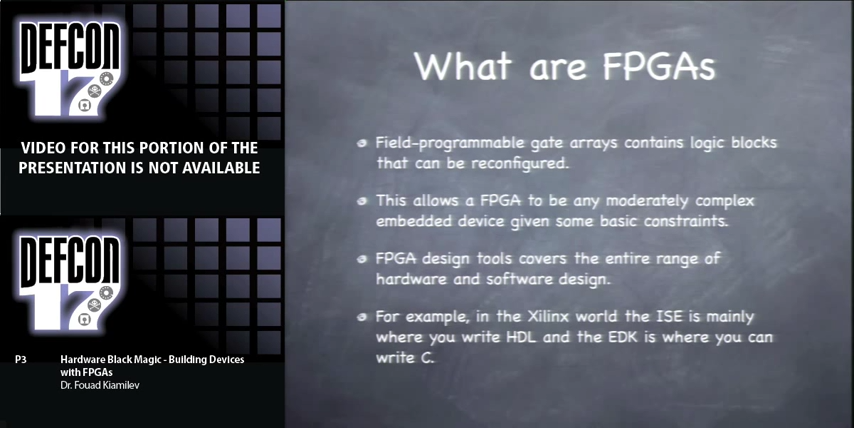 DEFCON
17
VIDEO FOR THIS PORTION OF THE
PRESENTATION IS NOT AVAILABLE
DEFCON
17
P3 Hardware Black Magic - Building Devices
with FPGAs
Dr. Fouad Kiamilev
What are FPGAs
Field-programmable gate arrays contains logic blocks
that can be reconfigured.
This allows a FPGA to be any moderately complex
embedded device given some basic constraints.
FPGA design tools covers the entire range of
hardware and software design.
For example, in the Xilinx world the ISE is mainly
where you write HDL and the EDK is where you can
write C.